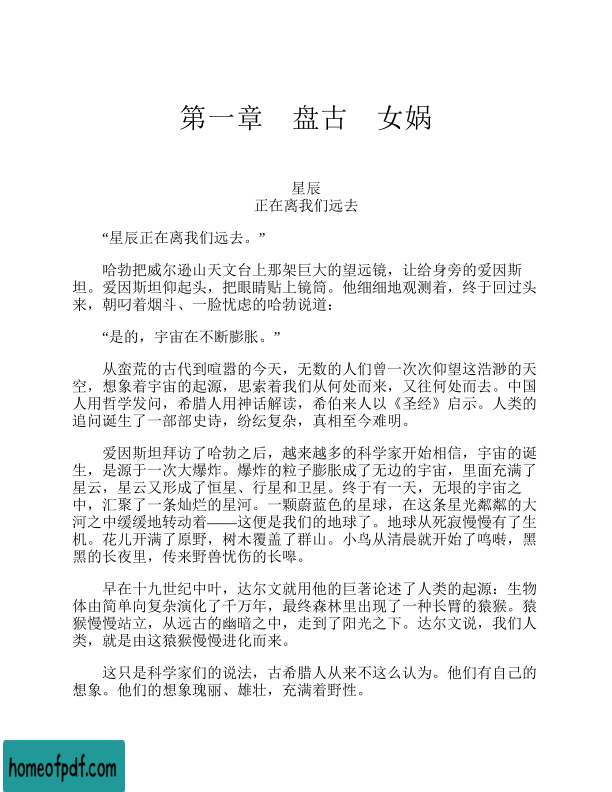 第一章　盘古　女娲
星辰
正在离我们远去
“星辰正在离我们远去。”
哈勃把威尔逊山天文台上那架巨大的望远镜，让给身旁的爱因斯
坦。爱因斯坦仰起头，把眼睛贴上镜筒。他细细地观测着，终于回过头
来，朝叼着烟斗、一脸忧虑的哈勃说道：
“是的，宇宙在不断膨胀。”
从蛮荒的古代到喧嚣的今天，无数的人们曾一次次仰望这浩渺的天
空，想象着宇宙的起源，思索着我们从何处而来，又往何处而去。中国
人用哲学发问，希腊人用神话解读，希伯来人以《圣经》启示。人类的
追问诞生了一部部史诗，纷纭复杂，真相至今难明。
爱因斯坦拜访了哈勃之后，越来越多的科学家开始相信，宇宙的诞
生，是源于一次大爆炸。爆炸的粒子膨胀成了无边的宇宙，里面充满了
星云，星云又形成了恒星、行星和卫星。终于有一天，无垠的宇宙之
中，汇聚了一条灿烂的星河。一颗蔚蓝色的星球，在这条星光粼粼的大
河之中缓缓地转动着——这便是我们的地球了。地球从死寂慢慢有了生
机。花儿开满了原野，树木覆盖了群山。小鸟从清晨就开始了鸣啭，黑
黑的长夜里，传来野兽忧伤的长嗥。
早在十九世纪中叶，达尔文就用他的巨著论述了人类的起源：生物
体由简单向复杂演化了千万年，最终森林里出现了一种长臂的猿猴。猿
猴慢慢站立，从远古的幽暗之中，走到了阳光之下。达尔文说，我们人
类，就是由这猿猴慢慢进化而来。
这只是科学家们的说法，古希腊人从来不这么认为。他们有自己的
想象。他们的想象瑰丽、雄壮，充满着野性。
homeofpdf.com